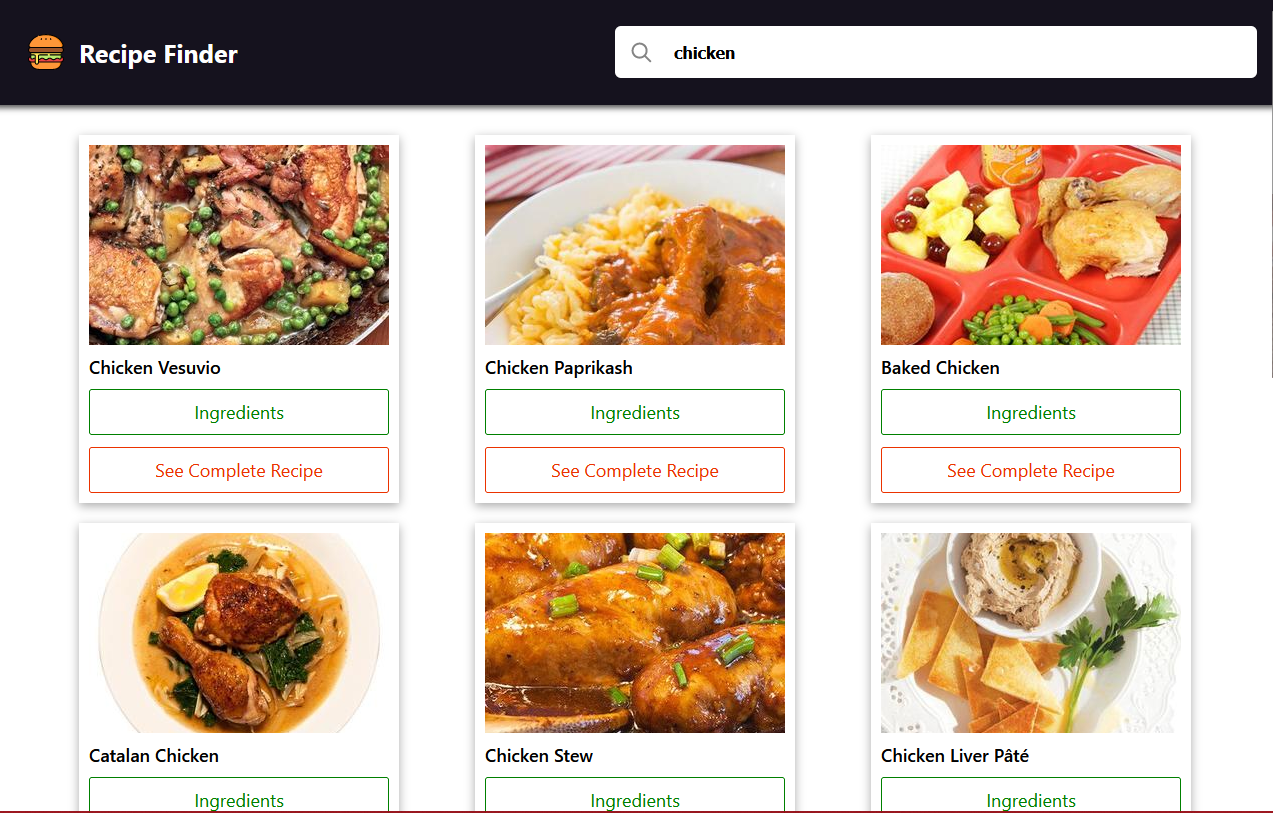 Recipe Finder
chicken
Chicken Vesuvio
Chicken Paprikash
Baked Chicken
Ingredients
Ingredients
Ingredients
See Complete Recipe
See Complete Recipe
See Complete Recipe
Catalan Chicken
Chicken Stew
Chicken Liver Pâté
Ingredients
Ingredients
Ingredients